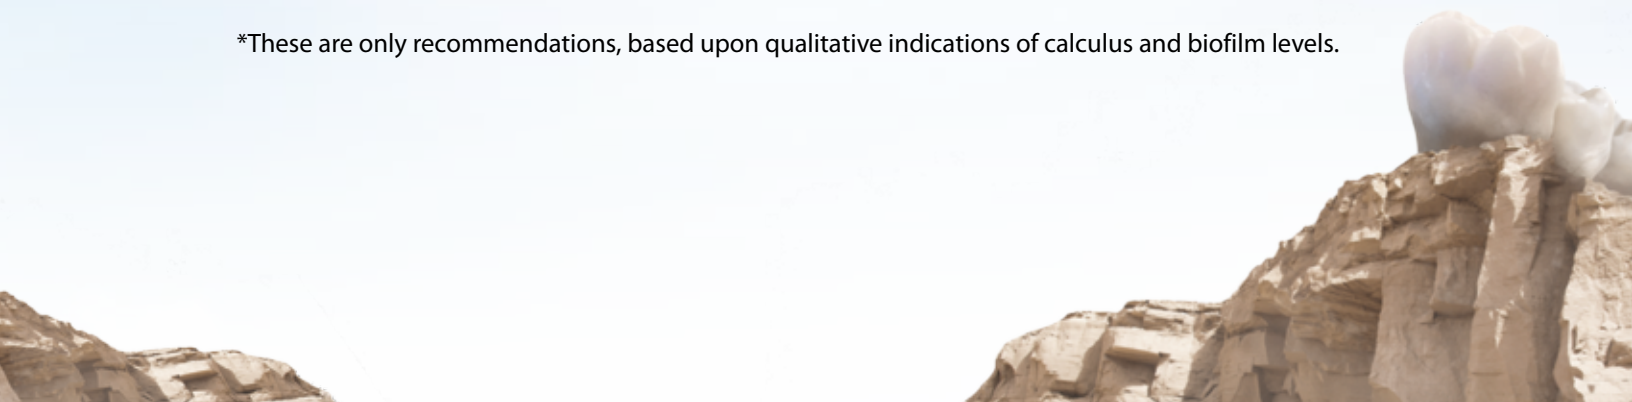 *These are only recommendations, based upon qualitative indications of calculus and biofilm levels.